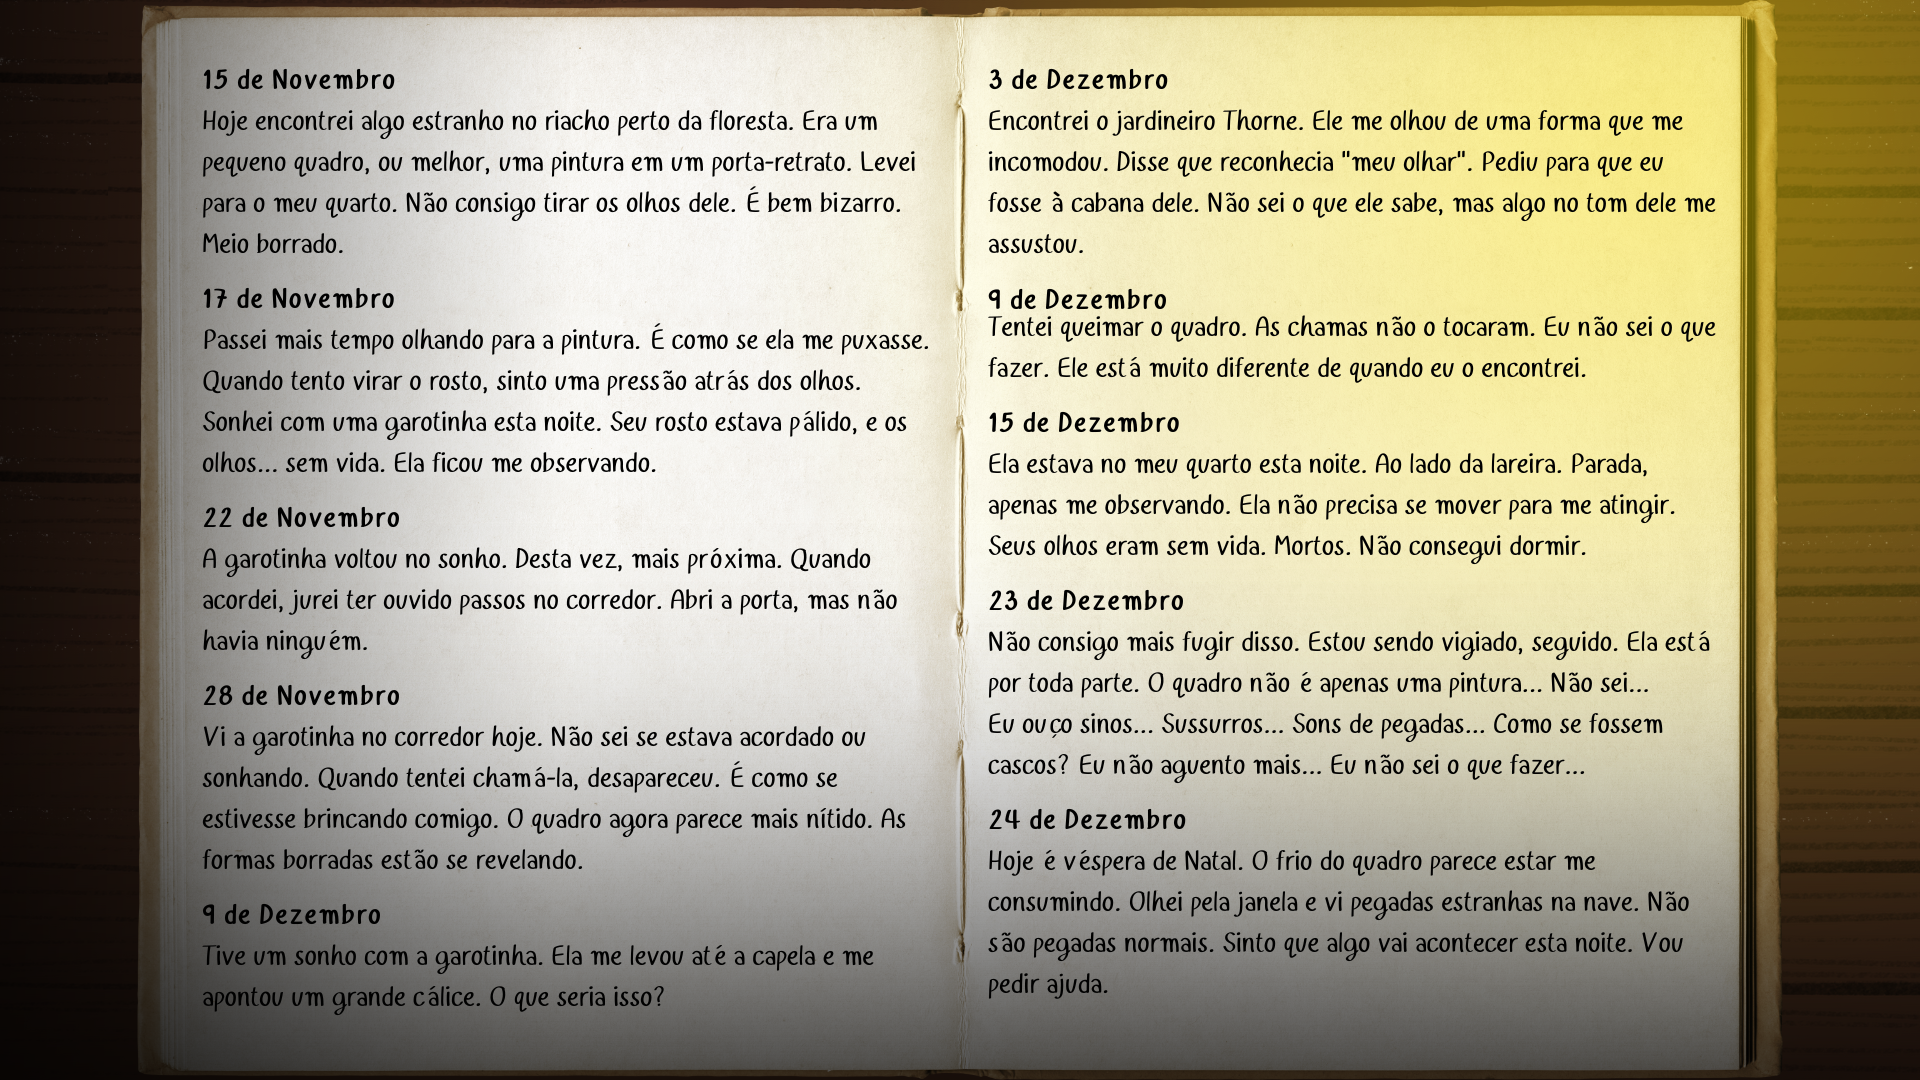 15 de Novembro
Hoje encontrei algo estranho no riacho perto da floresta. Era um
pequeno quadro, ou melhor, uma pintura em um porta-retrato. Levei
para o meu quarto. Não consigo tirar os olhos dele. É bem bizarro.
Meio borrado.
17 de Novembro
Passei mais tempo olhando para a pintura. É como se ela me puxasse.
Quando tento virar o rosto, sinto uma pressão atrás dos olhos.
Sonhei com uma garotinha esta noite. Seu rosto estava pálido, e os
olhos... sem vida. Ela ficou me observando.
22 de Novembro
A garotinha voltou no sonho. Desta vez, mais próxima. Quando
acordei, jurei ter ouvido passos no corredor. Abri a porta, mas não
havia ninguém.
28 de Novembro
Vi a garotinha no corredor hoje. Não sei se estava acordado ou
sonhando. Quando tentei chamá-la, desapareceu. É como se
estivesse brincando comigo. O quadro agora parece mais nítido. As
formas borradas estão se revelando.
9 de Dezembro
Tive um sonho com a garotinha. Ela me levou até a capela e me
apontou um grande cálice. O que seria isso?
3 de Dezembro
Encontrei o jardineiro Thorne. Ele me olhou de uma forma que me
incomodou. Disse que reconhecia "meu olhar". Pediu para que eu
fosse à cabana dele. Não sei o que ele sabe, mas algo no tom dele me
assustou.
9 de Dezembro
Tentei queimar o quadro. As chamas não o tocaram. Eu não sei o que
fazer. Ele está muito diferente de quando eu o encontrei.
15 de Dezembro
Ela estava no meu quarto esta noite. Ao lado da lareira. Parada,
apenas me observando. Ela não precisa se mover para me atingir.
Seus olhos eram sem vida. Mortos. Não consegui dormir.
23 de Dezembro
Não consigo mais fugir disso. Estou sendo vigiado, seguido. Ela está
por toda parte. O quadro não é apenas uma pintura... Não sei...
Eu ouço sinos... Sussurros... Sons de pegadas... Como se fossem
cascos? Eu não aguento mais... Eu não sei o que fazer...
24 de Dezembro
Hoje é véspera de Natal. O frio do quadro parece estar me
consumindo. Olhei pela janela e vi pegadas estranhas na nave. Não
são pegadas normais. Sinto que algo vai acontecer esta noite. Vou
pedir ajuda.